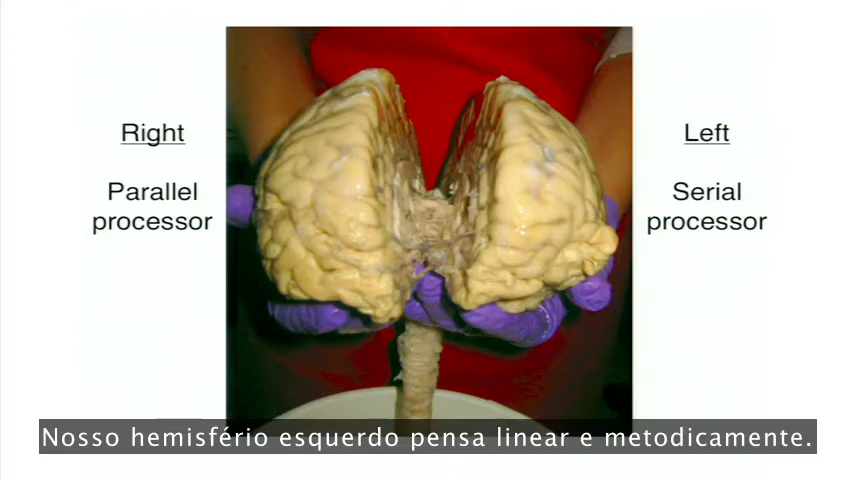 Right
Left
Parallel
processor
Serial
processor
Nosso hemisfério esquerdo pensa linear e metodicamente.